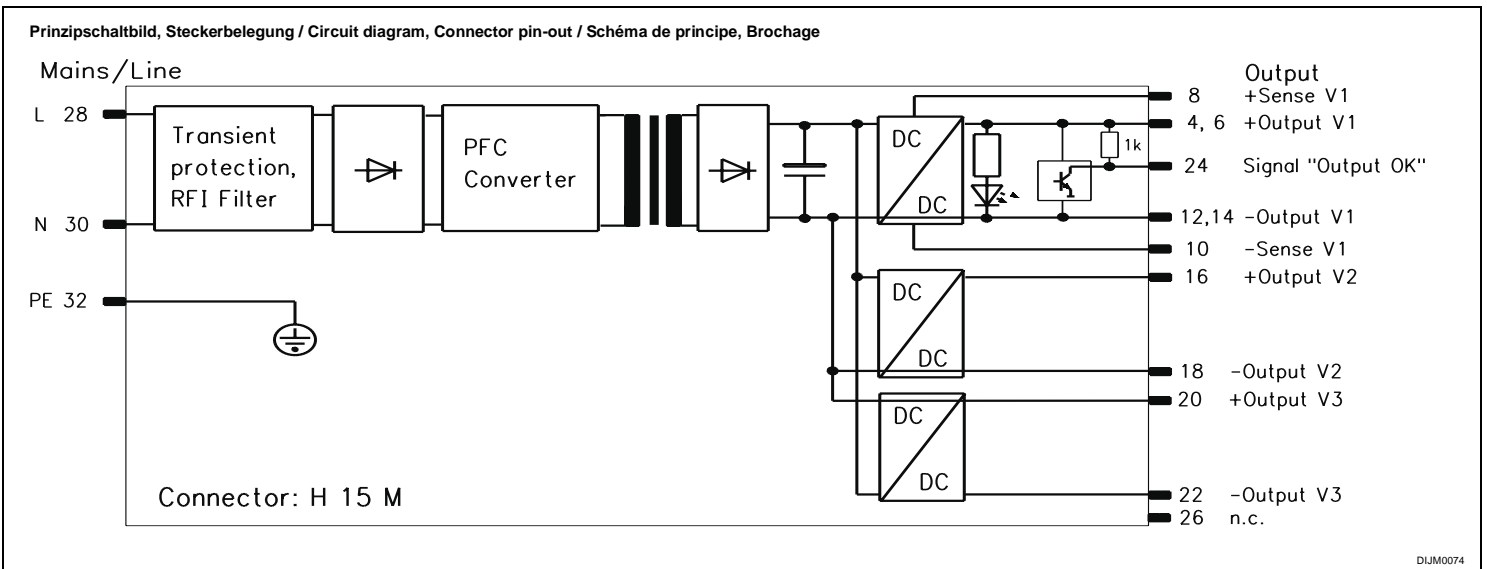 Prinzipschaltbild, Steckerbelegung / Circuit diagram, Connector pin-out / Schéma de principe, Brochage
Mains/Line
Output
L 28
N 30
PE 32
Transient
protection,
RFI Filter
PFC
Converter
DC
DC
1k
DC
DC
DC
DC
8 +Sense V1
4, 6 +Output V1
24 Signal "Output OK"
12,14 -Output V1
10 -Sense V1
16 +Output V2
18 -Output V2
20 +Output V3
22 -Output V3
26 n.c.
Connector: H 15 M
DIJM0074